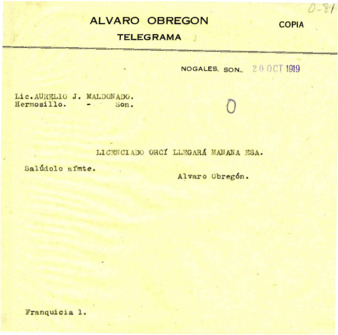 0-81
ALVARO OBREGON
COPIA
TELEGRAMA
NOGALES, SON., 20 OCT 1919
Lic.AURELIO J. MALDONADO.
Hermosillo. - Son.
0
LICENCIADO ORCÍ LLEGARÁ MAÑANA ESA.
Salúdolo afmte.
Alvaro Obregón.
Franquicia 1.